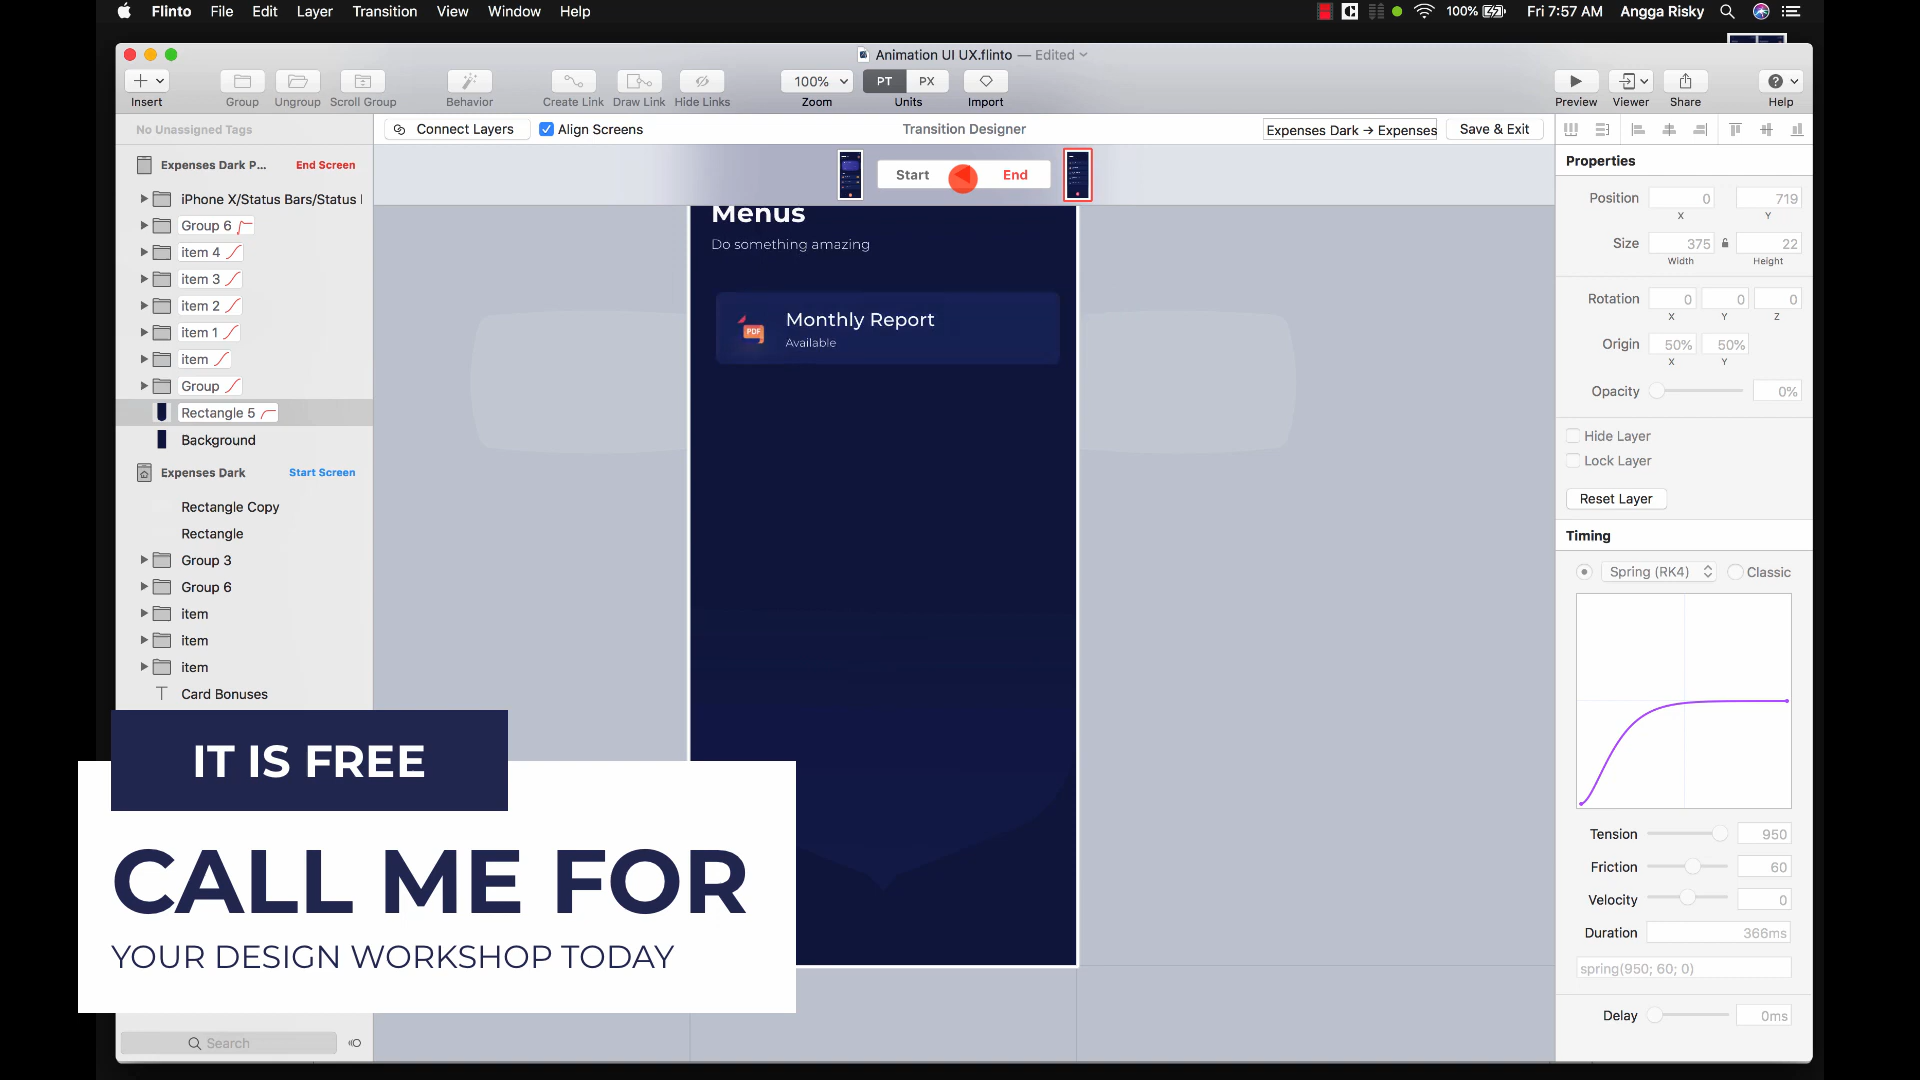 Flinto File Edit Layer Transition View Window Help
100% Fri 7:57 AM Angga Risky
Animation UI UX.flinto — Edited
100% PT PX
Insert Group Ungroup Scroll Group Behavior Create Link Draw Link Hide Links Zoom Units Import Preview Viewer Share Help
No Unassigned Tags
Connect Layers Align Screens Transition Designer Expenses Dark → Expenses Save & Exit
Expenses Dark P... End Screen
iPhone X/Status Bars/Status
Group 6
item 4
item 3
item 2
item 1
item
Group
Rectangle 5
Background
Expenses Dark Start Screen
Rectangle Copy
Rectangle
Group 3
Group 6
item
item
item
Card Bonuses
Search
Start End
Menus
Do something amazing
PDF
Monthly Report
Available
IT IS FREE
CALL ME FOR
YOUR DESIGN WORKSHOP TODAY
Properties
Position 0 719
X Y
Size 375 22
Width Height
Rotation 0 0 0
X Y Z
Origin 50% 50%
X Y
Opacity 0%
Hide Layer
Lock Layer
Reset Layer
Timing
Spring (RK4) Classic
Tension 950
Friction 60
Velocity 0
Duration 366ms
spring(950; 60; 0)
Delay 0ms